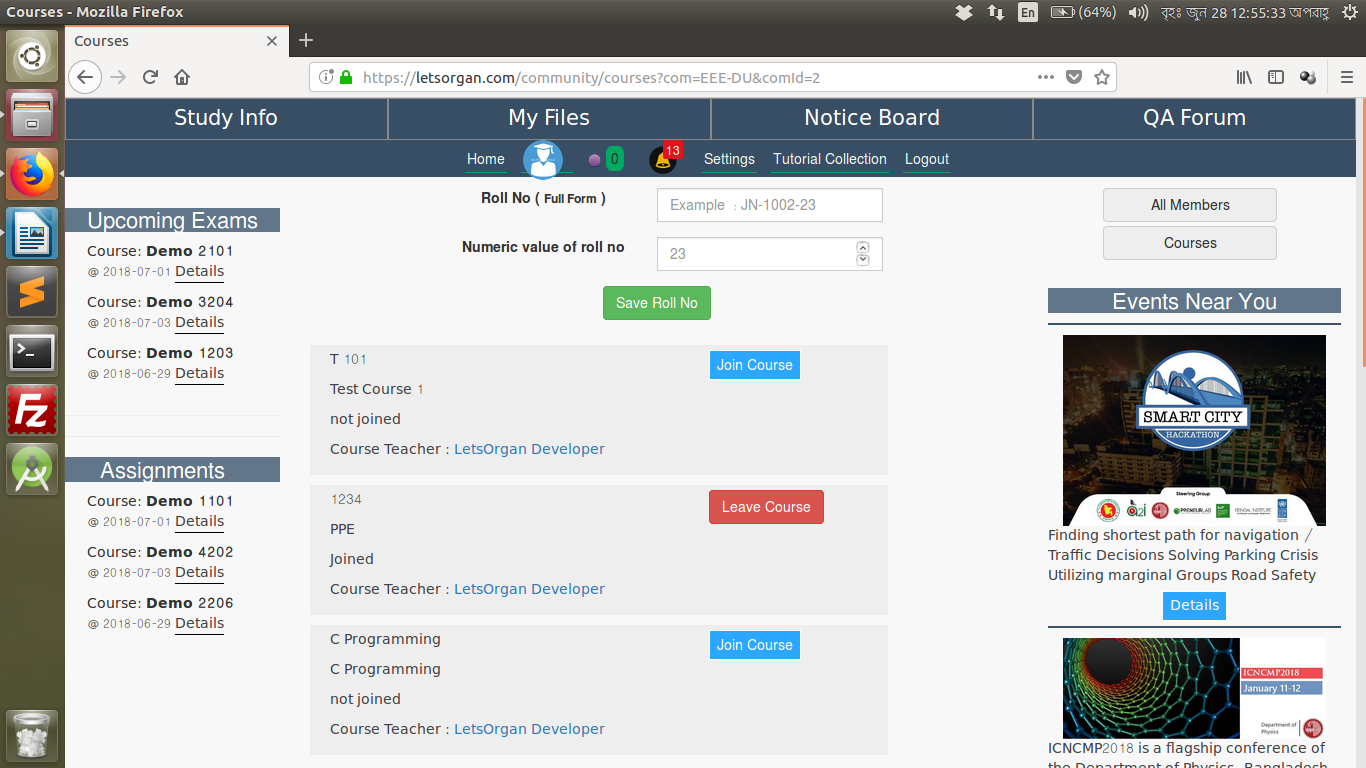 Courses - Mozilla Firefox
En
(64%)
বৃহঃ জুন 28 12:55:33 অপরাহ্ণ
Courses
https://letsorgan.com/community/courses?com=EEE-DU&comId=2
Study Info
My Files
Notice Board
QA Forum
Home
0
13
Settings
Tutorial Collection
Logout
Upcoming Exams
Course: Demo 2101
@ 2018-07-01 Details
Course: Demo 3204
@ 2018-07-03 Details
Course: Demo 1203
@ 2018-06-29 Details
Assignments
Course: Demo 1101
@ 2018-07-01 Details
Course: Demo 4202
@ 2018-07-03 Details
Course: Demo 2206
@ 2018-06-29 Details
Roll No ( Full Form )
Example : JN-1002-23
Numeric value of roll no
23
Save Roll No
T 101
Join Course
Test Course 1
not joined
Course Teacher : LetsOrgan Developer
1234
Leave Course
PPE
Joined
Course Teacher : LetsOrgan Developer
C Programming
Join Course
C Programming
not joined
Course Teacher : LetsOrgan Developer
All Members
Courses
Events Near You
SMART CITY
HACKATHON
Steering Group
a2i
PRENEURLAB
Finding shortest path for navigation /
Traffic Decisions Solving Parking Crisis
Utilizing marginal Groups Road Safety
Details
ICNCMP2018
January 11-12
Department of
Physics
ICNCMP2018 is a flagship conference of
the Department of Physics, Bangladesh